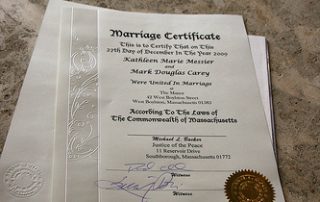 Marriage Certificate
This is to Certify That on This
22th Day of December In The Year 2009
Kathleen Marie Messier
and
Mark Douglas Carey
Were United In Marriage
at
The Manor
42 West Boylston Street
West Boylston, Massachusetts 01583
According To the Laws of
The Commonwealth of Massachusetts
Michael L.
Justice of the Peace
11 Reservoir Drive
Southborough, Massachusetts 01772
Witness
Witness